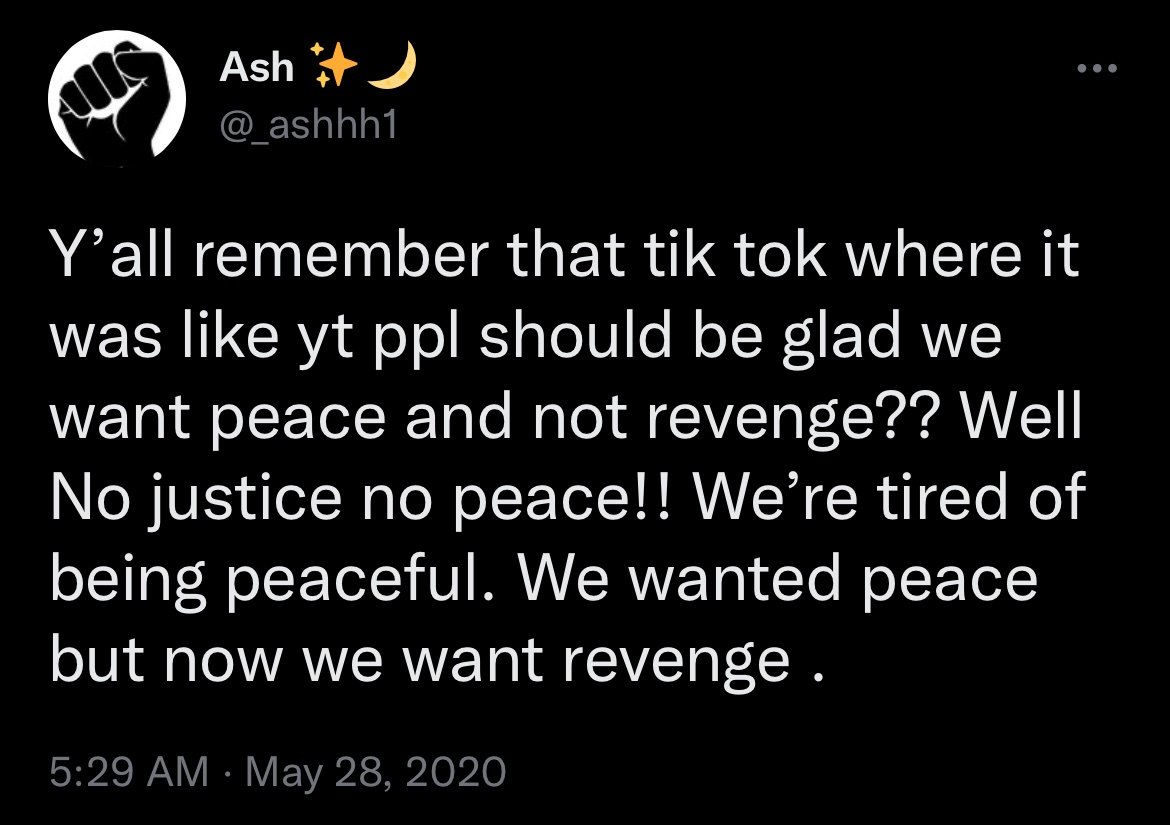 Ash ✨🌙
@_ashhh1
Y’all remember that tik tok where it
was like yt ppl should be glad we
want peace and not revenge?? Well
No justice no peace!! We’re tired of
being peaceful. We wanted peace
but now we want revenge .
5:29 AM · May 28, 2020